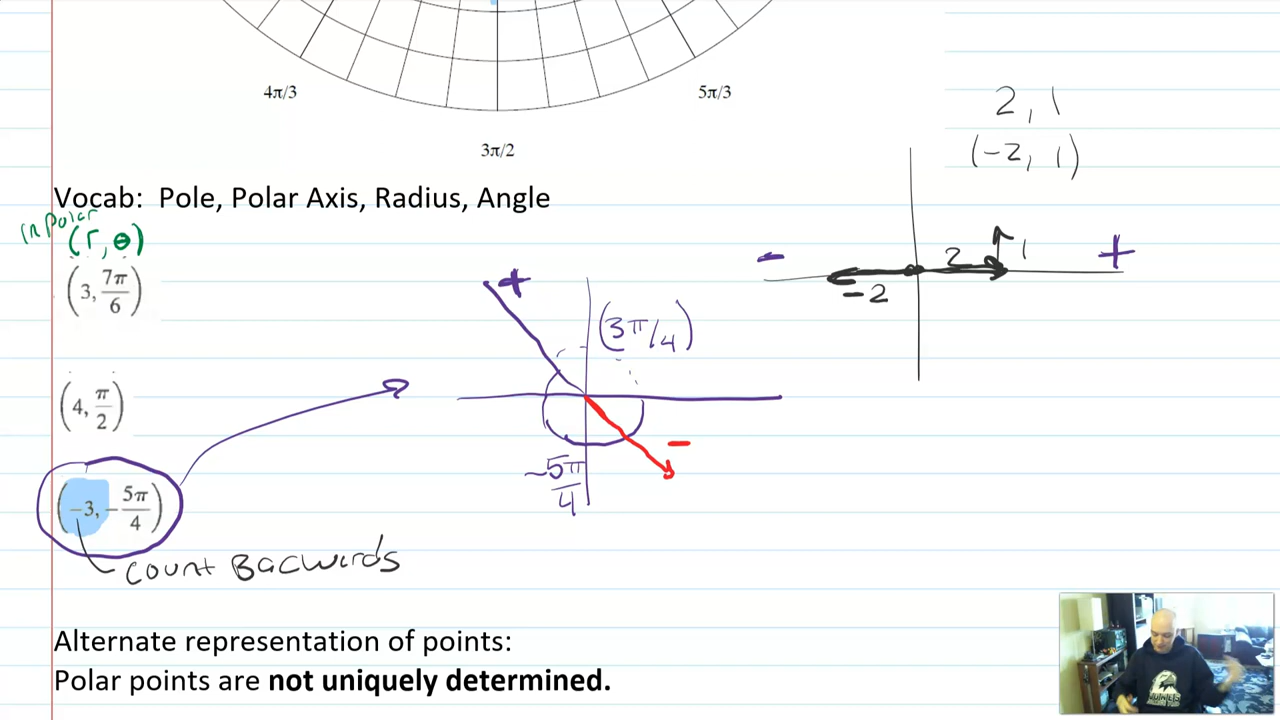 4π/3
5π/3
3π/2
2, 1
(-2, 1)
Vocab: Pole, Polar Axis, Radius, Angle
in Polar
(r, θ)
(3, 7π/6)
- 2 1 +
-2
+
(3π/4)
(4, π/2)
-
-5π/4
(-3, -5π/4)
count Bacwirds
Alternate representation of points:
Polar points are not uniquely determined.